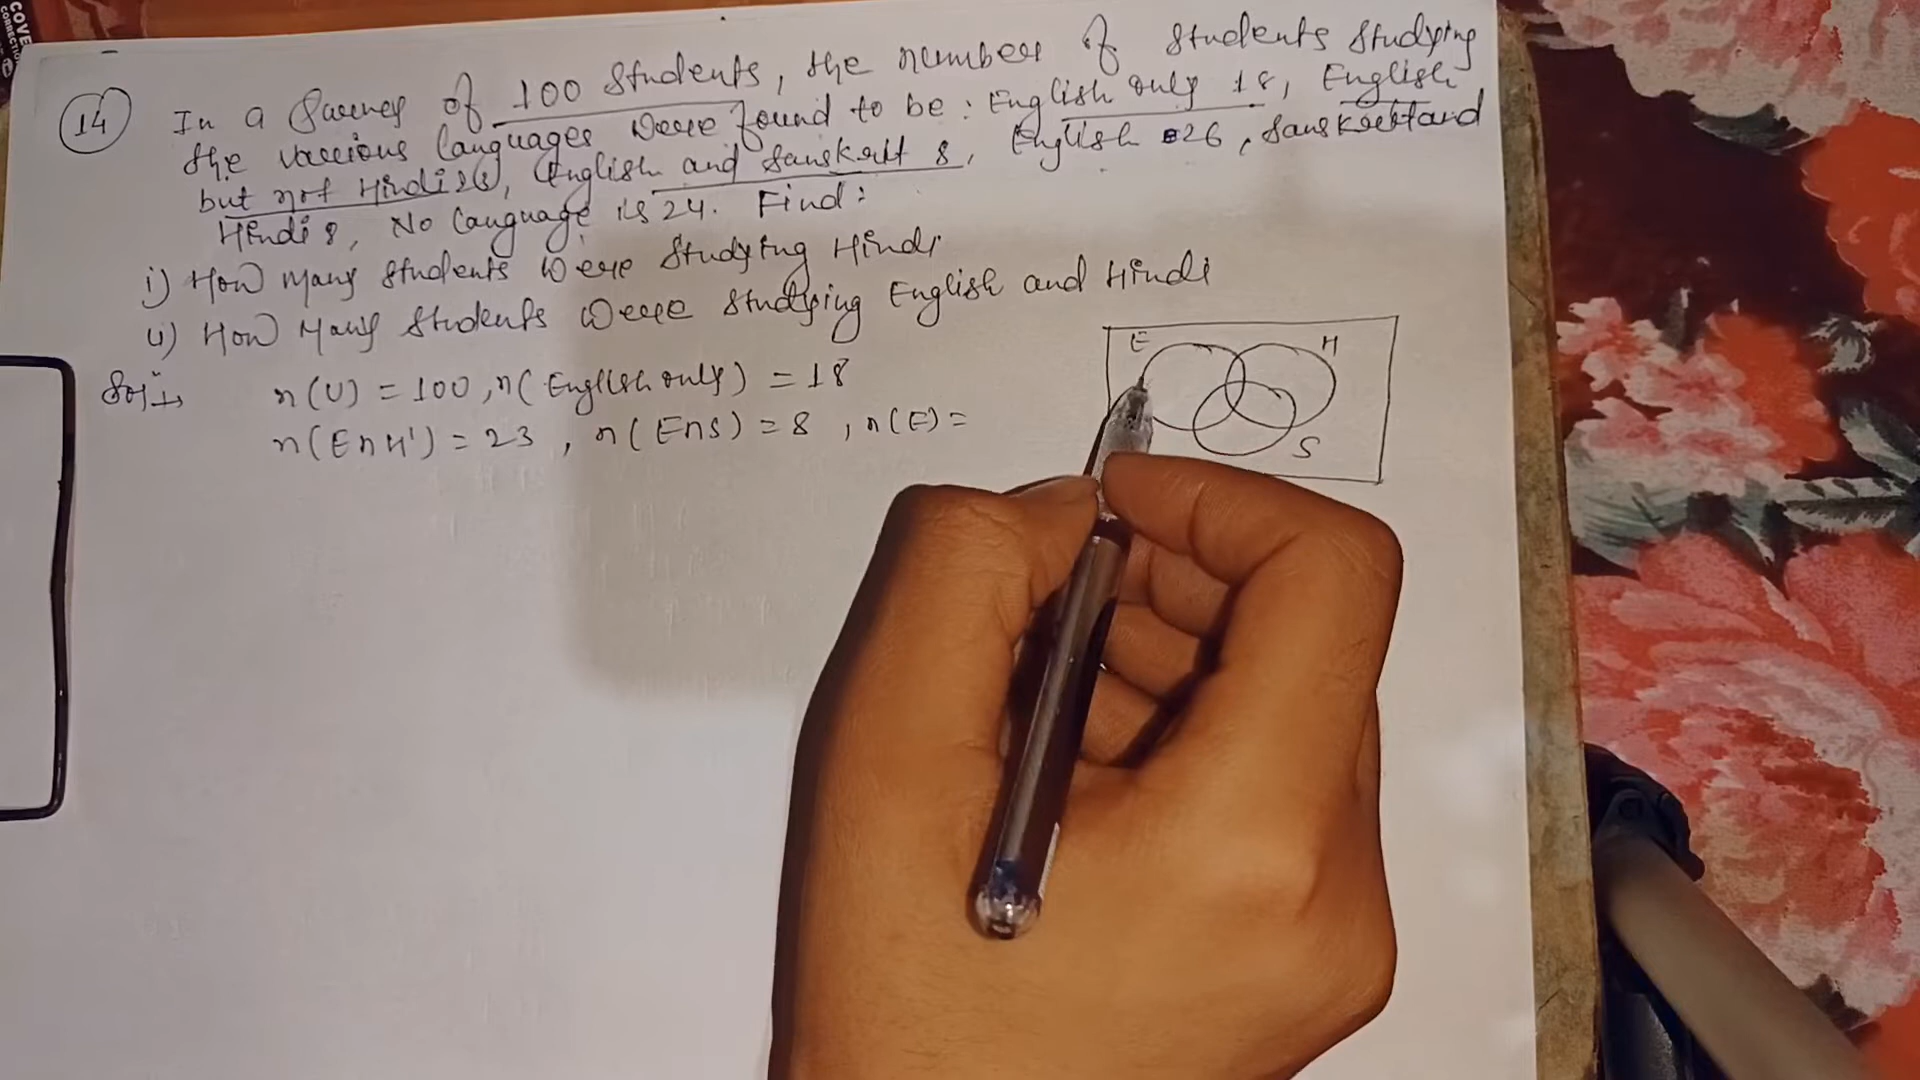 COVE
CORRECTIO
14
In a Survey of 100 Students, the number of Students Studying
the various languages were found to be: English only 18, English
but not Hindi 23, English and Sanskrit 8, English 26, Sanskrit and
Hindi 8, No language is 24. Find:
i) How many students were studying Hindi
ii) How many students were studying English and Hindi
Sol:→ n(U) = 100, n(English only) = 18
n(E∩H') = 23, n(E∩S) = 8, n(E) =
E
H
S